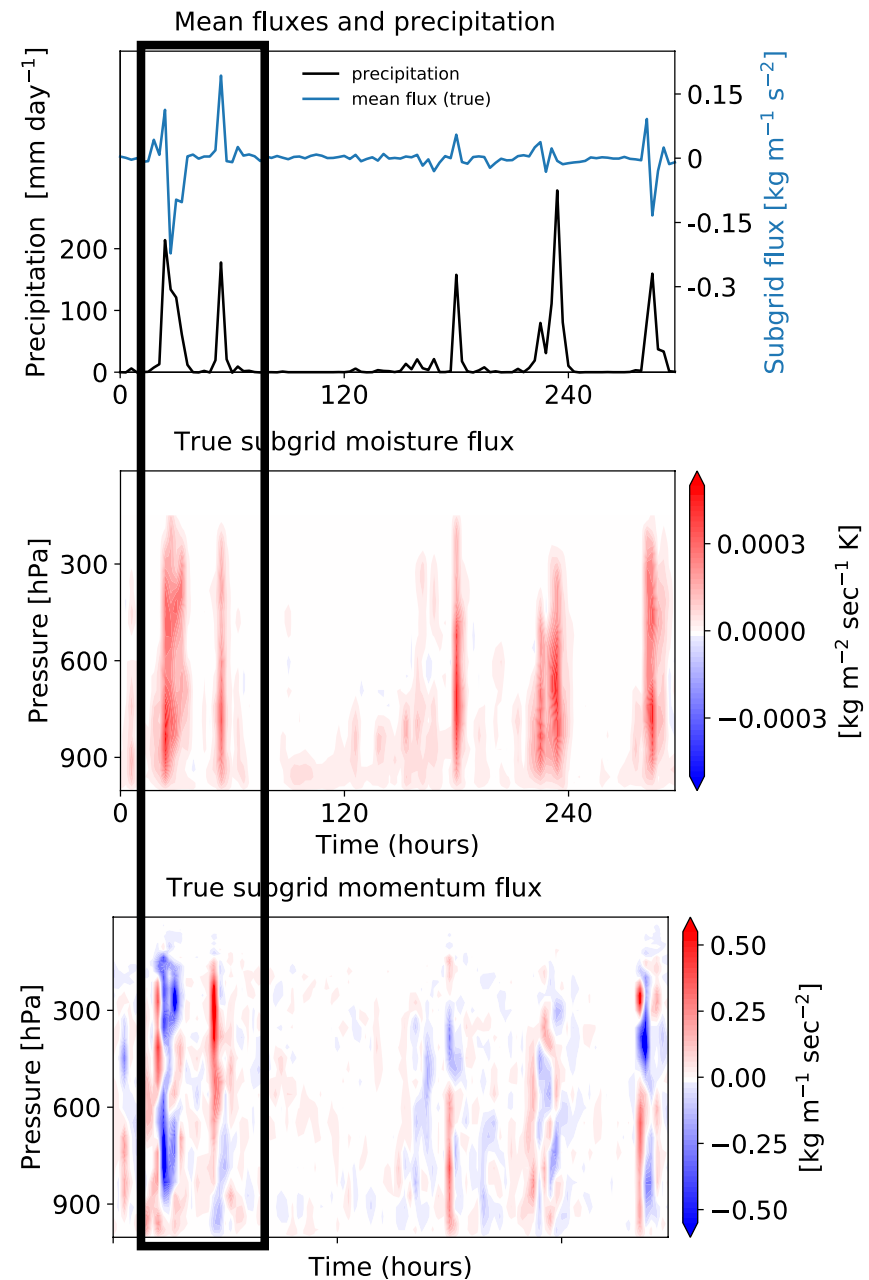 Mean fluxes and precipitation
Precipitation [mm day⁻¹]
200
100
0
precipitation
mean flux (true)
0.15
0
-0.15
-0.3
Subgrid flux [kg m⁻¹ s⁻²]
0 120 240
True subgrid moisture flux
Pressure [hPa]
300
600
900
0 120 240
Time (hours)
0.0003
0.0000
−0.0003
[kg m⁻² sec⁻¹ K]
True subgrid momentum flux
Pressure [hPa]
300
600
900
Time (hours)
0.50
0.25
0.00
−0.25
−0.50
[kg m⁻¹ sec⁻²]